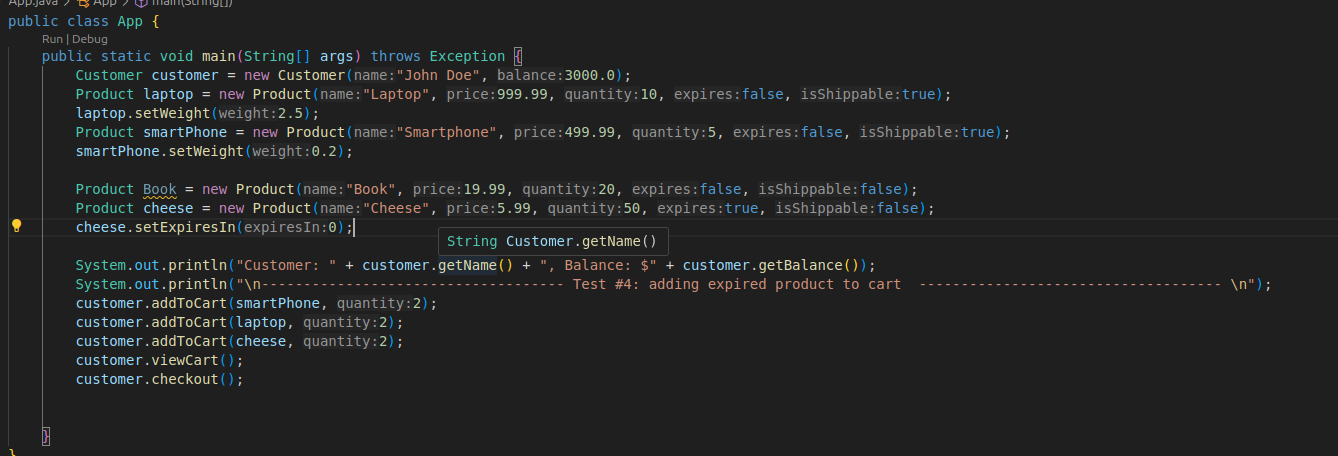 App.java > App > main(String[])
public class App {
Run | Debug
public static void main(String[] args) throws Exception {
Customer customer = new Customer(name:"John Doe", balance:3000.0);
Product laptop = new Product(name:"Laptop", price:999.99, quantity:10, expires:false, isShippable:true);
laptop.setWeight(weight:2.5);
Product smartPhone = new Product(name:"Smartphone", price:499.99, quantity:5, expires:false, isShippable:true);
smartPhone.setWeight(weight:0.2);
Product Book = new Product(name:"Book", price:19.99, quantity:20, expires:false, isShippable:false);
Product cheese = new Product(name:"Cheese", price:5.99, quantity:50, expires:true, isShippable:false);
cheese.setExpiresIn(expiresIn:0);
String Customer.getName()
System.out.println("Customer: " + customer.getName() + ", Balance: $" + customer.getBalance());
System.out.println("\n------------------------------------ Test #4: adding expired product to cart  ------------------------------------ \n");
customer.addToCart(smartPhone, quantity:2);
customer.addToCart(laptop, quantity:2);
customer.addToCart(cheese, quantity:2);
customer.viewCart();
customer.checkout();
}
}